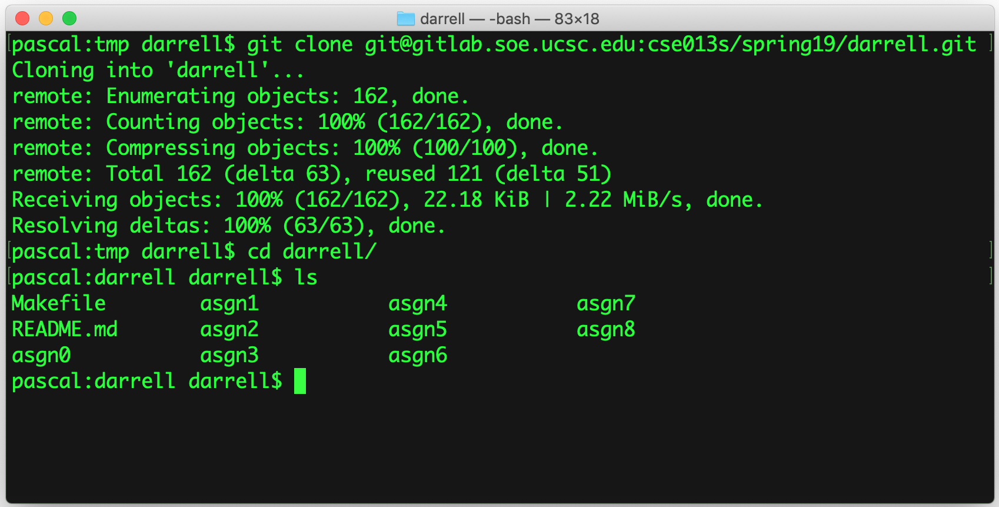 darrell — -bash — 83×18
pascal:tmp darrell$ git clone git@gitlab.soe.ucsc.edu:cse013s/spring19/darrell.git
Cloning into 'darrell'...
remote: Enumerating objects: 162, done.
remote: Counting objects: 100% (162/162), done.
remote: Compressing objects: 100% (100/100), done.
remote: Total 162 (delta 63), reused 121 (delta 51)
Receiving objects: 100% (162/162), 22.18 KiB | 2.22 MiB/s, done.
Resolving deltas: 100% (63/63), done.
pascal:tmp darrell$ cd darrell/
pascal:darrell darrell$ ls
Makefile        asgn1           asgn4           asgn7
README.md       asgn2           asgn5           asgn8
asgn0           asgn3           asgn6
pascal:darrell darrell$